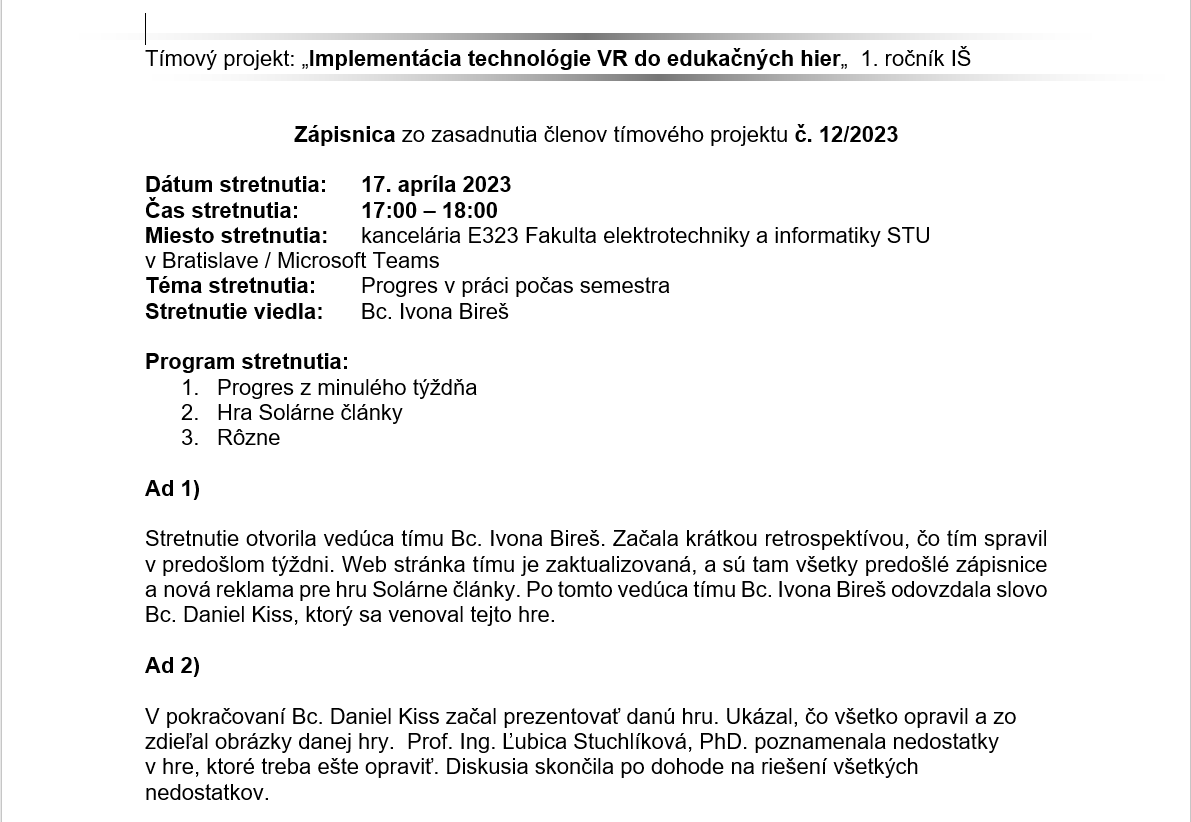 Tímový projekt: „Implementácia technológie VR do edukačných hier„ 1. ročník IŠ
Zápisnica zo zasadnutia členov tímového projektu č. 12/2023
Dátum stretnutia: 17. apríla 2023
Čas stretnutia: 17:00 – 18:00
Miesto stretnutia: kancelária E323 Fakulta elektrotechniky a informatiky STU
v Bratislave / Microsoft Teams
Téma stretnutia: Progres v práci počas semestra
Stretnutie viedla: Bc. Ivona Bireš
Program stretnutia:
1. Progres z minulého týždňa
2. Hra Solárne články
3. Rôzne
Ad 1)
Stretnutie otvorila vedúca tímu Bc. Ivona Bireš. Začala krátkou retrospektívou, čo tím spravil
v predošlom týždni. Web stránka tímu je zaktualizovaná, a sú tam všetky predošlé zápisnice
a nová reklama pre hru Solárne články. Po tomto vedúca tímu Bc. Ivona Bireš odovzdala slovo
Bc. Daniel Kiss, ktorý sa venoval tejto hre.
Ad 2)
V pokračovaní Bc. Daniel Kiss začal prezentovať danú hru. Ukázal, čo všetko opravil a zo
zdieľal obrázky danej hry. Prof. Ing. Ľubica Stuchlíková, PhD. poznamenala nedostatky
v hre, ktoré treba ešte opraviť. Diskusia skončila po dohode na riešení všetkých
nedostatkov.